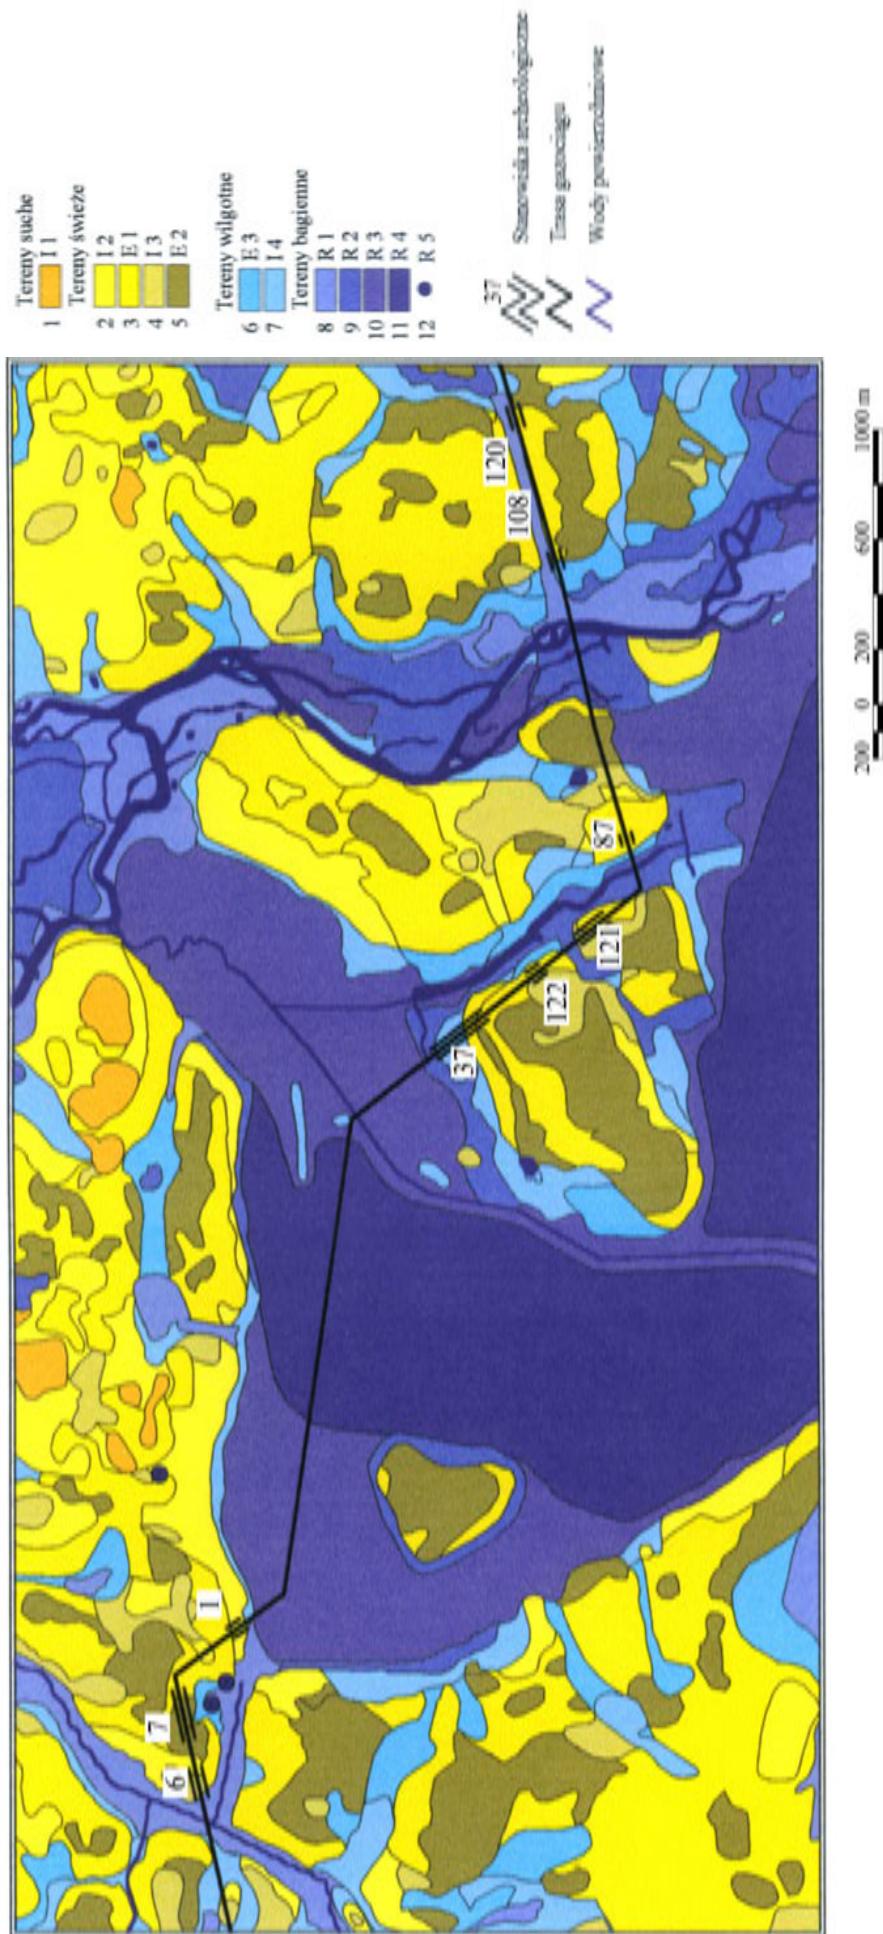 Tereny suche
1 I 1
Tereny świeże
2 I 2
3 E 1
4 I 3
5 E 2
Tereny wilgotne
6 E 3
7 I 4
Tereny bagienne
8 R 1
9 R 2
10 R 3
11 R 4
12 R 5
37 Stanowiska archeologiczne
Trasa gazociągu
Wody powierzchniowe
6
7
1
37
122
121
87
108
120
200 0 200 600 1000 m